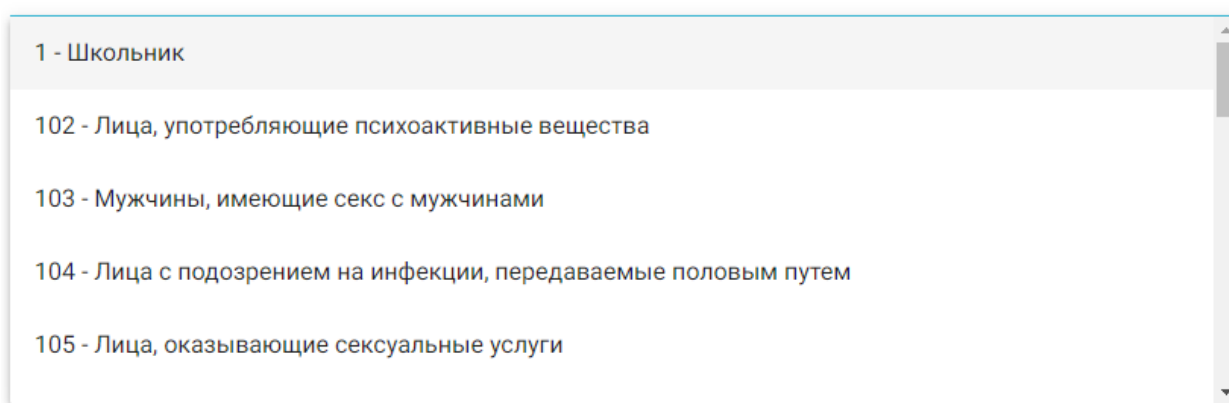 1 - Школьник
102 - Лица, употребляющие психоактивные вещества
103 - Мужчины, имеющие секс с мужчинами
104 - Лица с подозрением на инфекции, передаваемые половым путем
105 - Лица, оказывающие сексуальные услуги